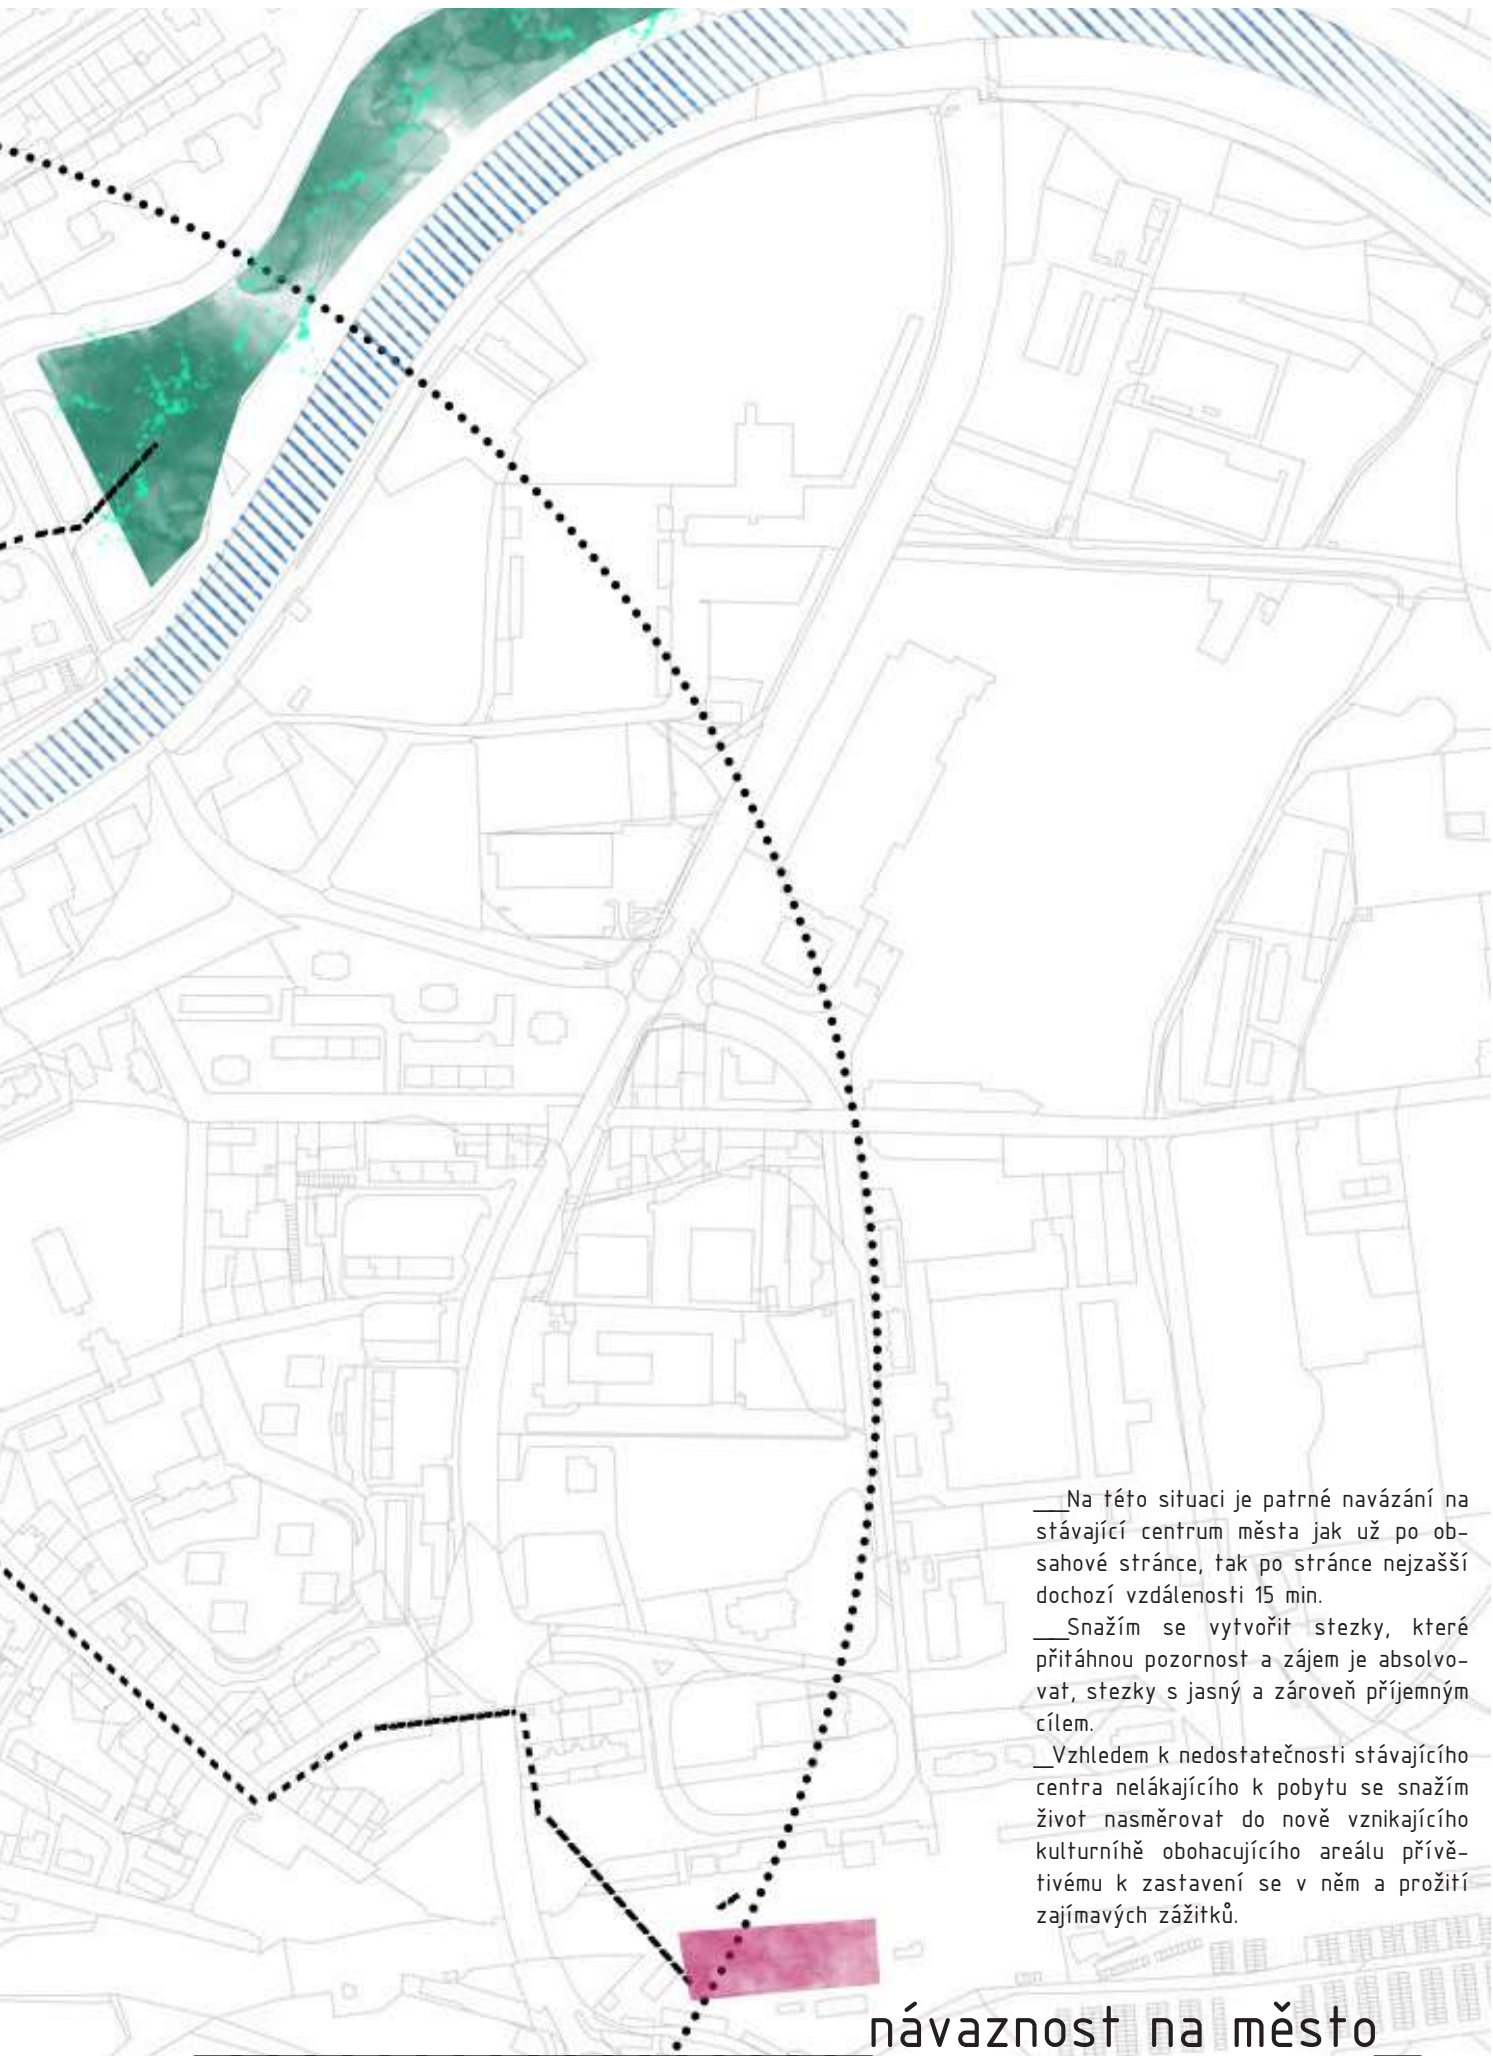 ___Na této situaci je patrné navázání na
stávající centrum města jak už po ob-
sahové stránce, tak po stránce nejzašší
dochozí vzdálenosti 15 min.
___Snažím se vytvořit stezky, které
přitáhnou pozornost a zájem je absolvo-
vat, stezky s jasný a zároveň příjemným
cílem.
__Vzhledem k nedostatečnosti stávajícího
centra nelákajícího k pobytu se snažím
život nasměrovat do nově vznikajícího
kulturníhě obohacujícího areálu přívě-
tivému k zastavení se v něm a prožití
zajímavých zážitků.
návaznost na město